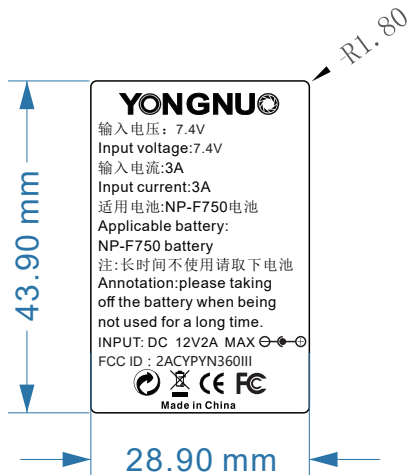 R1.80
YONGNUO
输入电压：7.4V
Input voltage:7.4V
输入电流:3A
Input current:3A
适用电池:NP-F750电池
Applicable battery:
NP-F750 battery
注:长时间不使用请取下电池
Annotation:please taking
off the battery when being
not used for a long time.
INPUT: DC 12V2A MAX
FCC ID : 2ACYPYN360III
CE FC
Made in China
43.90 mm
28.90 mm